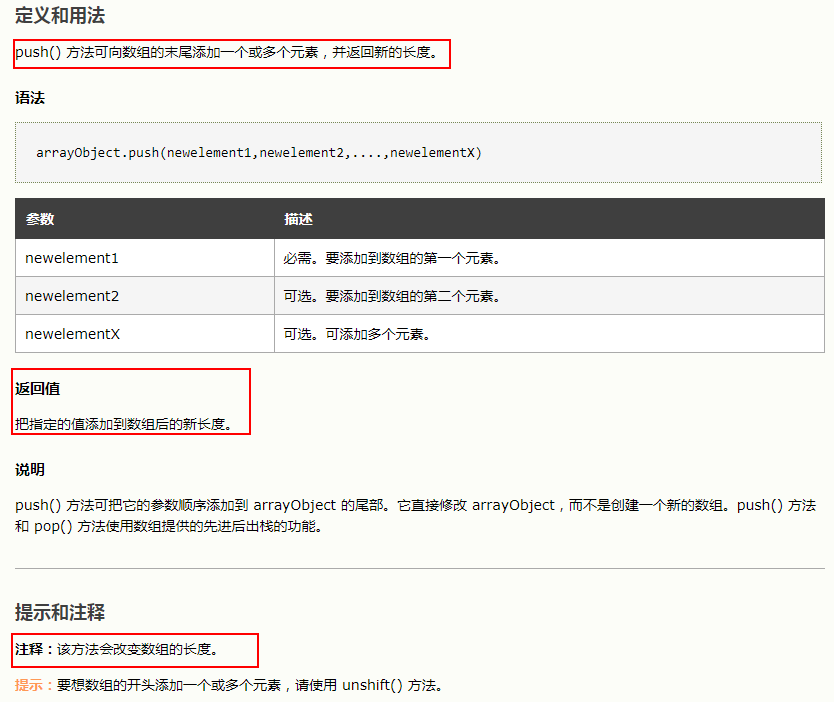 定义和用法
push() 方法可向数组的末尾添加一个或多个元素，并返回新的长度。
语法
arrayObject.push(newelement1,newelement2,....,newelementX)
参数 描述
newelement1 必需。要添加到数组的第一个元素。
newelement2 可选。要添加到数组的第二个元素。
newelementX 可选。可添加多个元素。
返回值
把指定的值添加到数组后的新长度。
说明
push() 方法可把它的参数顺序添加到 arrayObject 的尾部。它直接修改 arrayObject，而不是创建一个新的数组。push() 方法
和 pop() 方法使用数组提供的先进后出栈的功能。
提示和注释
注释：该方法会改变数组的长度。
提示：要想数组的开头添加一个或多个元素，请使用 unshift() 方法。